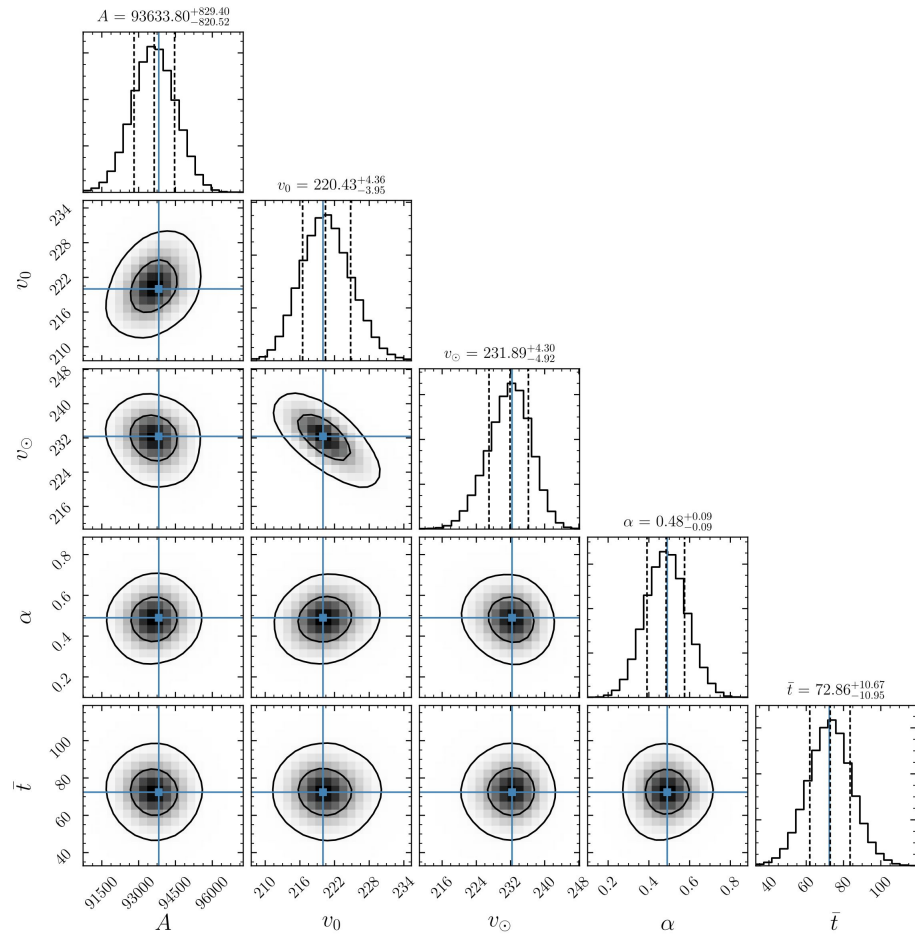 A = 93633.80^{+829.40}_{-820.52}
v_0 = 220.43^{+4.36}_{-3.95}
234
228
222
216
210
v_0
v_⊙ = 231.89^{+4.30}_{-4.92}
248
240
232
224
216
v_⊙
α = 0.48^{+0.09}_{-0.09}
0.8
0.6
0.4
0.2
α
t̄ = 72.86^{+10.67}_{-10.95}
100
80
60
40
t̄
91500 93000 94500 96000
210 216 222 228 234
216 224 232 240 248
0.2 0.4 0.6 0.8
40 60 80 100
A v_0 v_⊙ α t̄